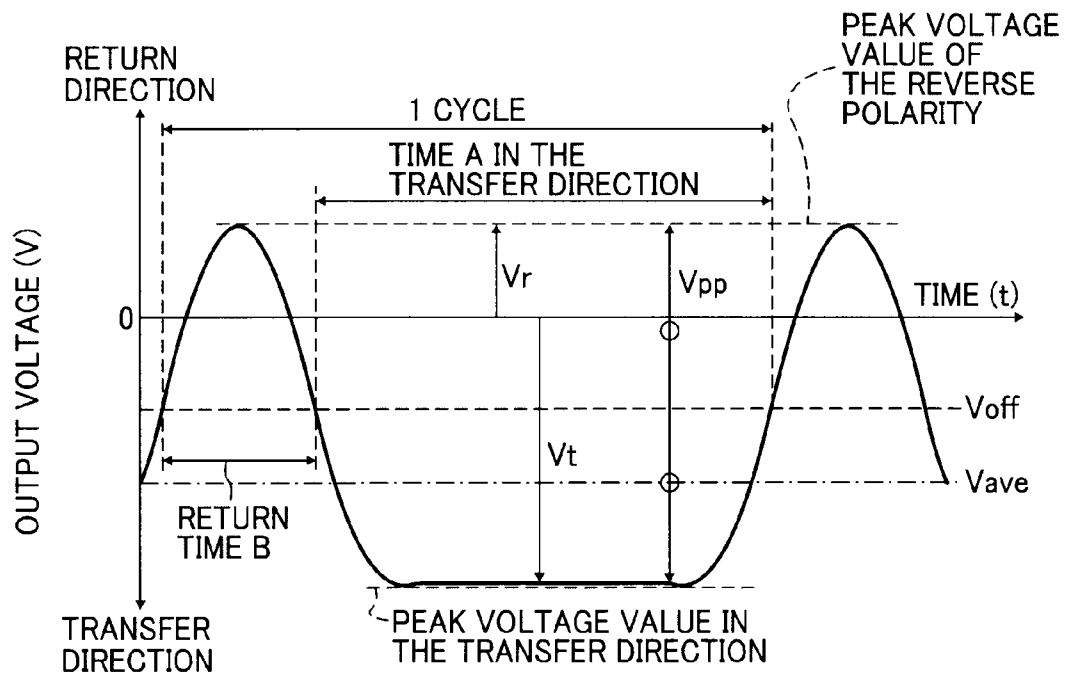 PEAK VOLTAGE
VALUE OF
THE REVERSE
POLARITY
RETURN
DIRECTION
1 CYCLE
TIME A IN THE
TRANSFER DIRECTION
Vr
Vpp
TIME (t)
0
OUTPUT VOLTAGE (V)
Voff
Vt
Vave
RETURN
TIME B
TRANSFER
DIRECTION
PEAK VOLTAGE VALUE IN
THE TRANSFER DIRECTION